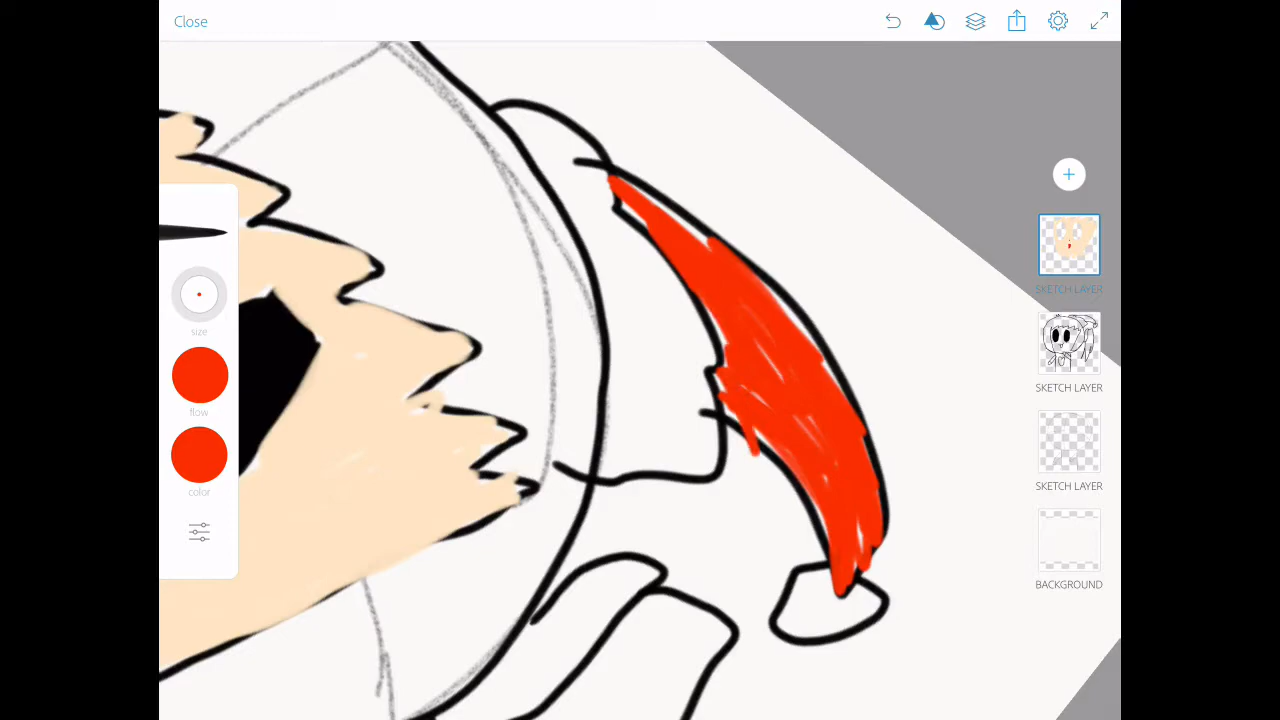 Close
size
flow
color
SKETCH LAYER
SKETCH LAYER
SKETCH LAYER
BACKGROUND